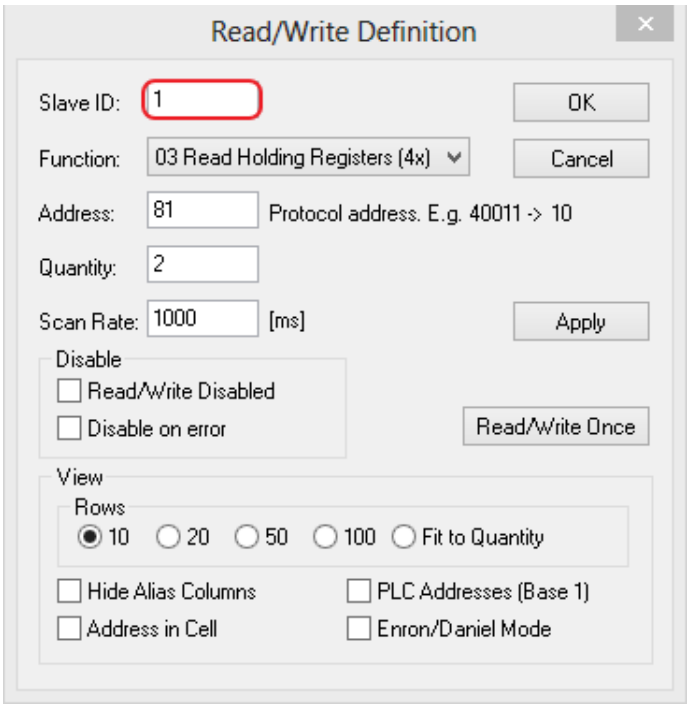 Read/Write Definition
Slave ID: 1 OK
Function: 03 Read Holding Registers (4x) Cancel
Address: 81 Protocol address. E.g. 40011 -> 10
Quantity: 2
Scan Rate: 1000 [ms] Apply
Disable
Read/Write Disabled
Disable on error
Read/Write Once
View
Rows
10 20 50 100 Fit to Quantity
Hide Alias Columns PLC Addresses (Base 1)
Address in Cell Enron/Daniel Mode